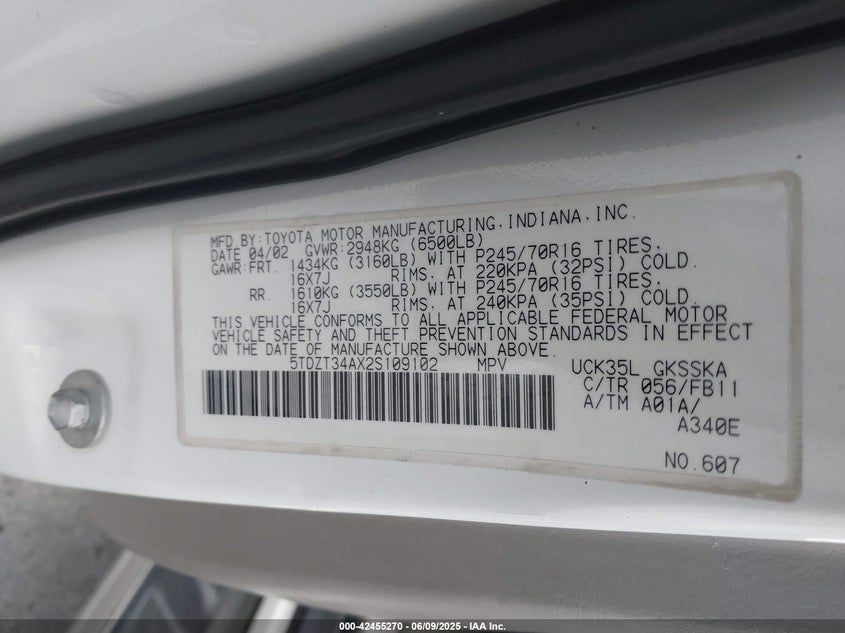 MFD.BY:TOYOTA MOTOR MANUFACTURING,INDIANA,INC.
DATE 04/02 GVWR:2948KG (6500LB)
GAWR:FRT. 1434KG (3160LB) WITH P245/70R16 TIRES.
16X7J RIMS. AT 220KPA (32PSI) COLD.
RR. 1610KG (3550LB) WITH P245/70R16 TIRES.
16X7J RIMS. AT 240KPA (35PSI) COLD.
THIS VEHICLE CONFORMS TO ALL APPLICABLE FEDERAL MOTOR
VEHICLE SAFETY AND THEFT PREVENTION STANDARDS IN EFFECT
ON THE DATE OF MANUFACTURE SHOWN ABOVE.
5TDZT34AX2S109102 MPV UCK35L GKSSKA
C/TR 056/FB11
A/TM A01A/
A340E
NO.607
000-42455270 - 06/09/2025 - IAA Inc.